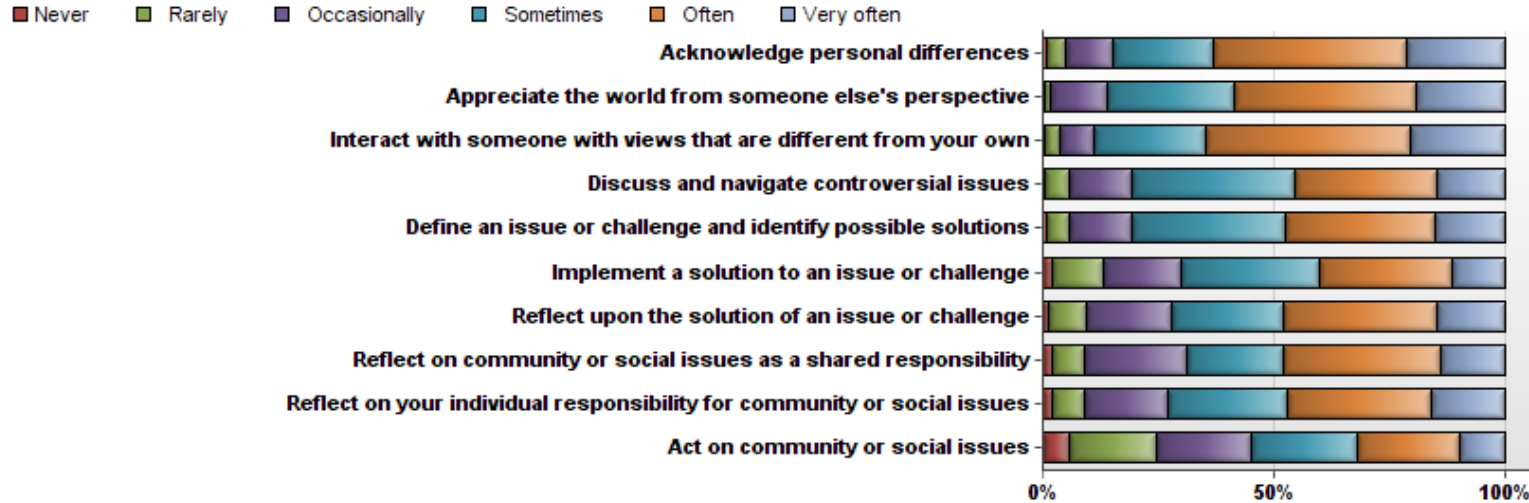 Never Rarely Occasionally Sometimes Often Very often
Acknowledge personal differences
Appreciate the world from someone else's perspective
Interact with someone with views that are different from your own
Discuss and navigate controversial issues
Define an issue or challenge and identify possible solutions
Implement a solution to an issue or challenge
Reflect upon the solution of an issue or challenge
Reflect on community or social issues as a shared responsibility
Reflect on your individual responsibility for community or social issues
Act on community or social issues
0% 50% 100%